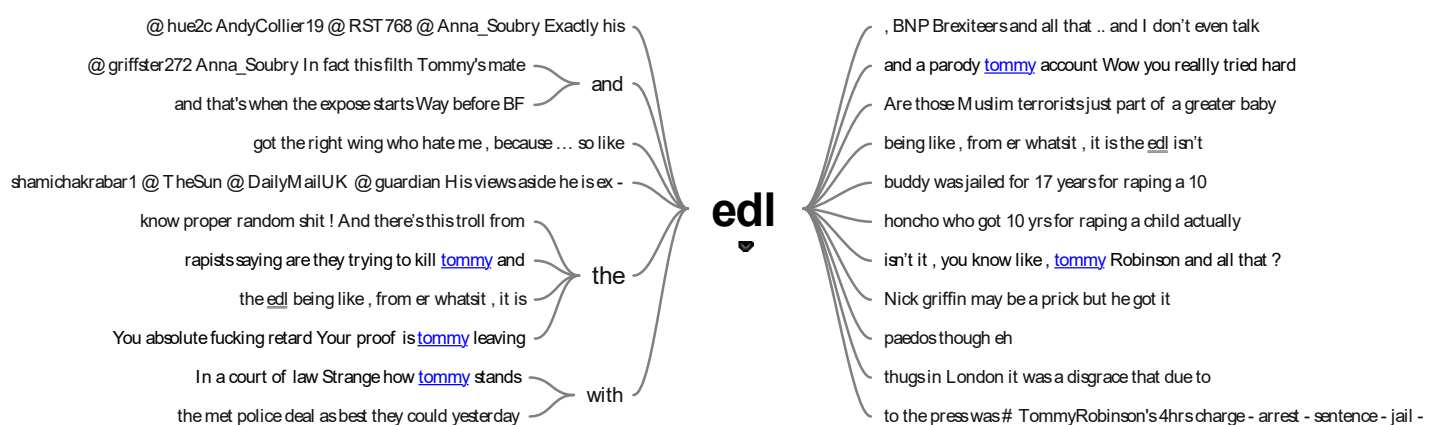 @ hue2c AndyCollier19 @ RST768 @ Anna_Soubry Exactly his
@ griffster272 Anna_Soubry In fact this filth Tommy's mate
and
and that's when the expose starts Way before BF
got the right wing who hate me , because … so like
shamichakrabar1 @ TheSun @ DailyMailUK @ guardian His views aside he is ex -
know proper random shit ! And there's this troll from
rapists saying are they trying to kill tommy and
the
the edl being like , from er whatsit , it is
You absolute fucking retard Your proof is tommy leaving
In a court of law Strange how tommy stands
with
the met police deal as best they could yesterday
edl
, BNP Brexiteers and all that .. and I don't even talk
and a parody tommy account Wow you reallly tried hard
Are those Muslim terrorists just part of a greater baby
being like , from er whatsit , it is the edl isn't
buddy was jailed for 17 years for raping a 10
honcho who got 10 yrs for raping a child actually
isn't it , you know like , tommy Robinson and all that ?
Nick griffin may be a prick but he got it
paedos though eh
thugs in London it was a disgrace that due to
to the press was # TommyRobinson's 4hrs charge - arrest - sentence - jail -